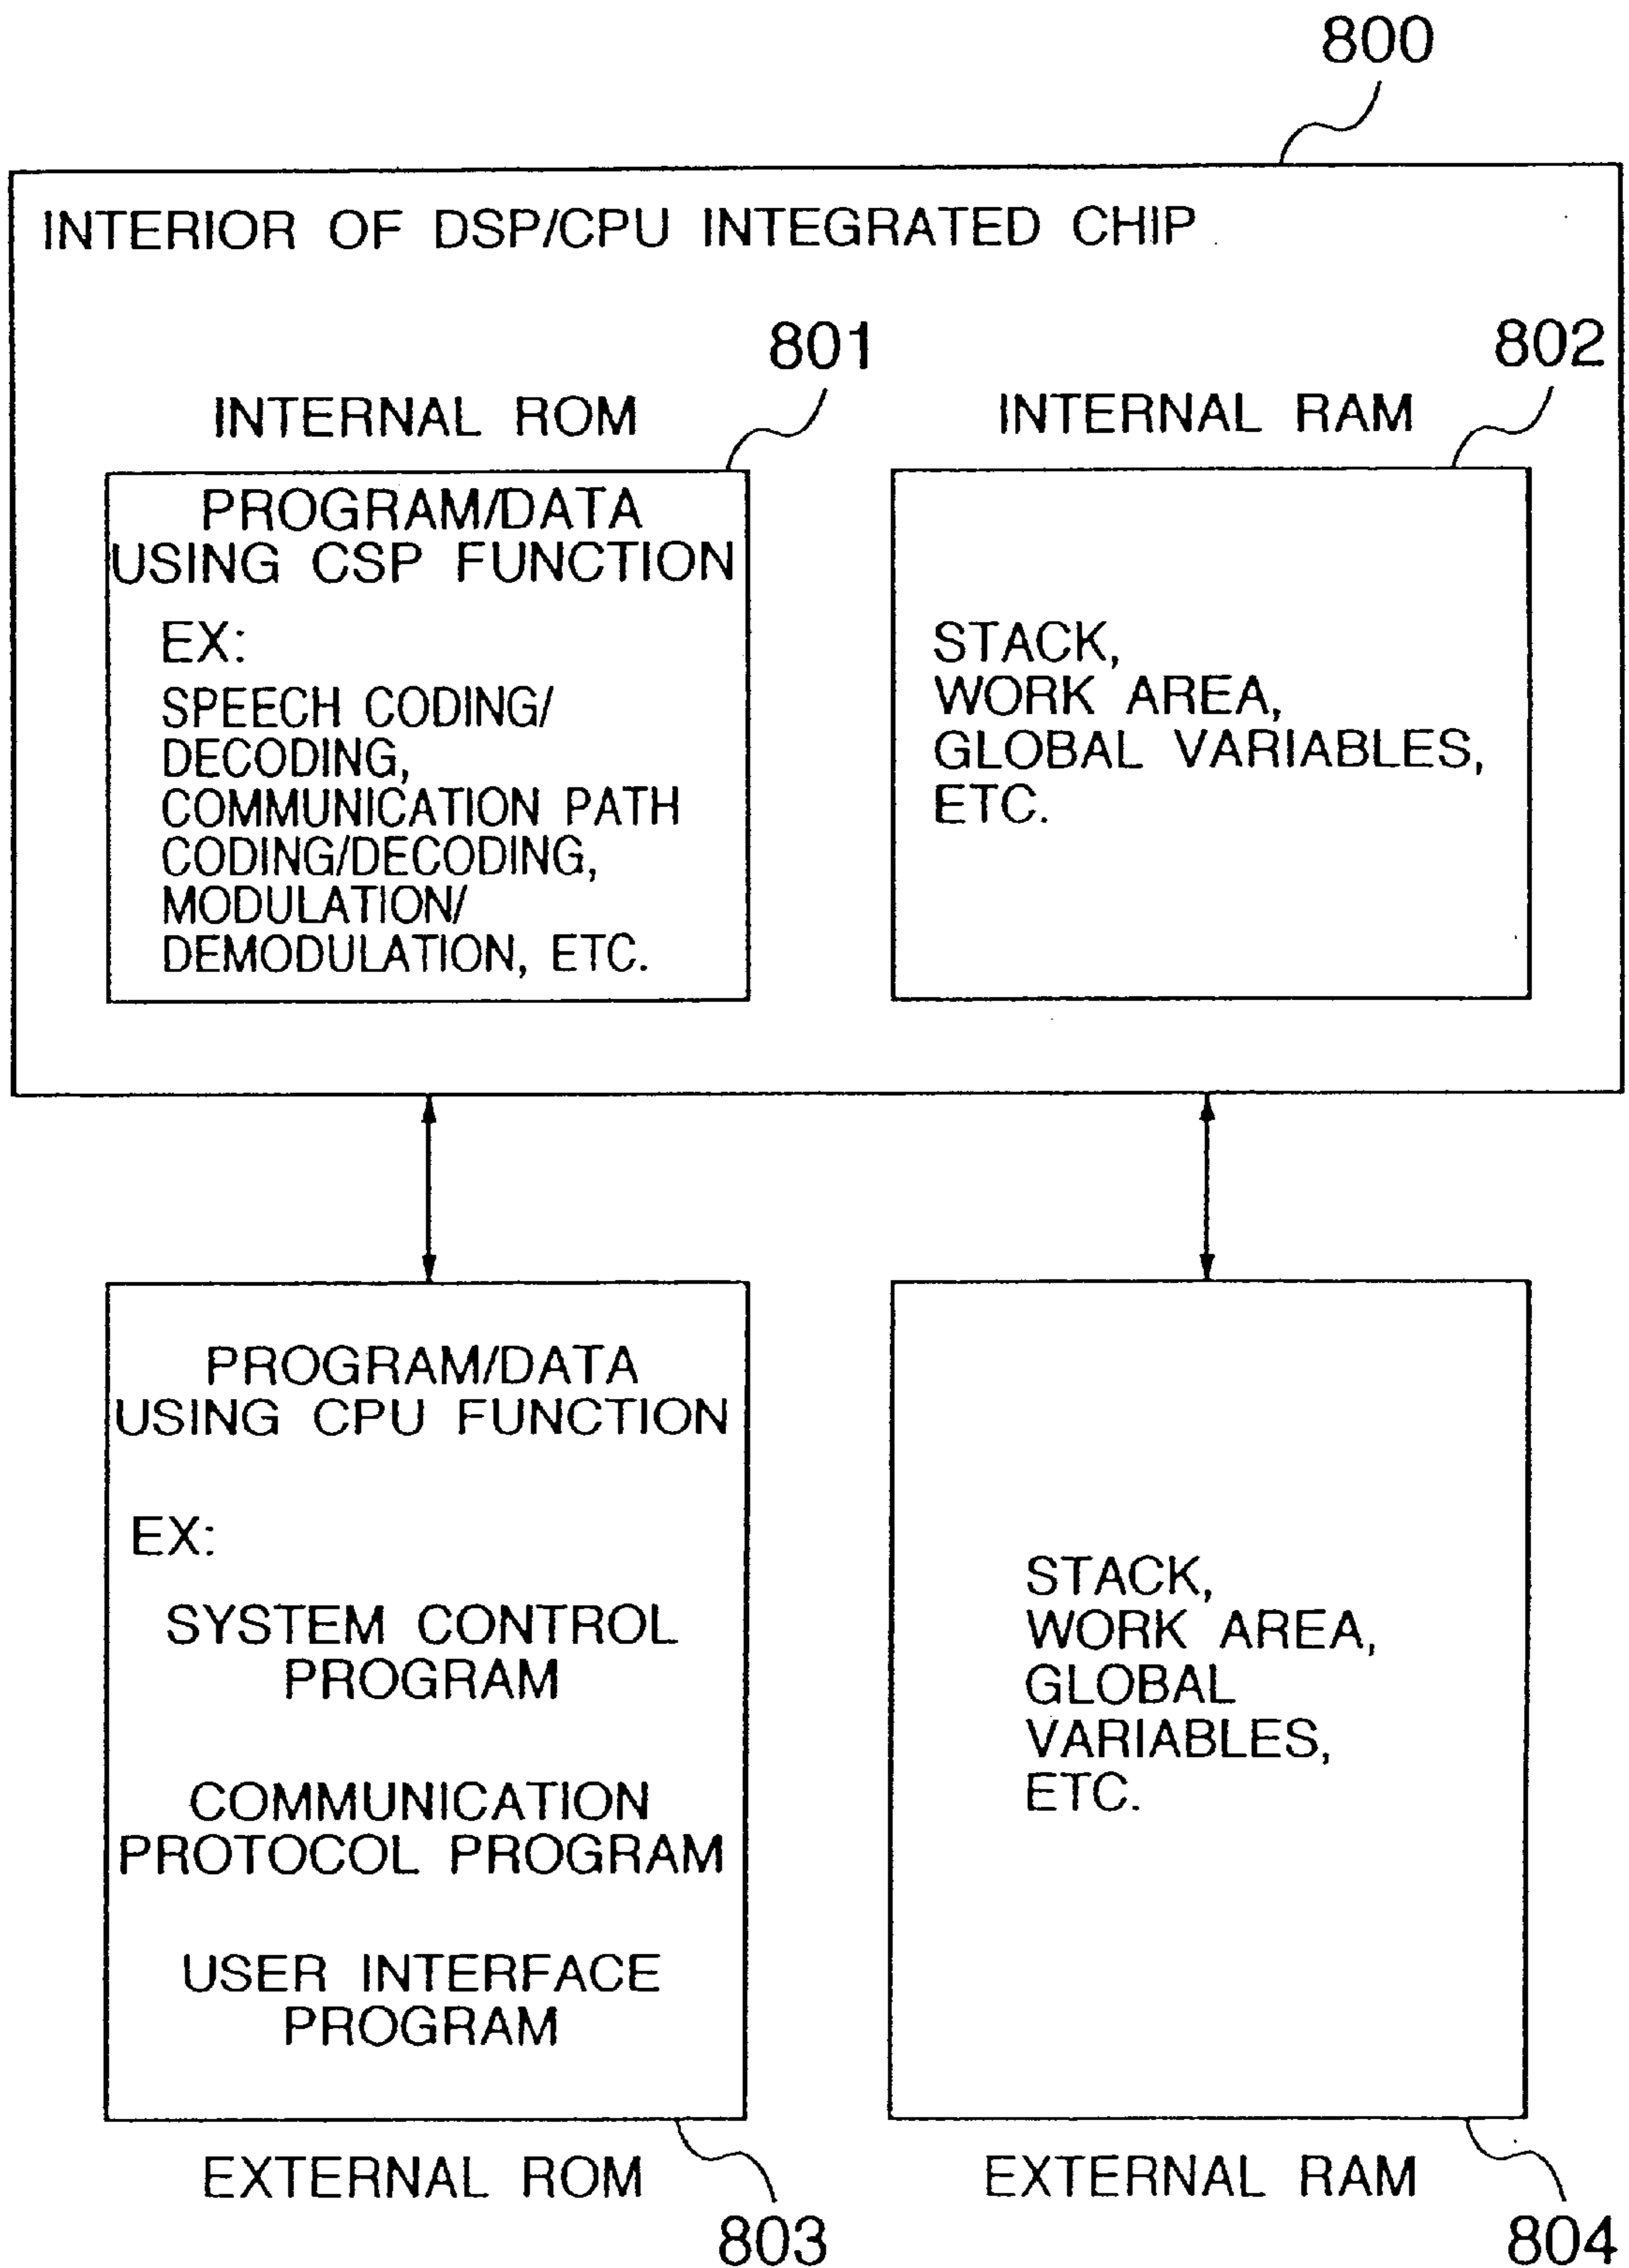 800
INTERIOR OF DSP/CPU INTEGRATED CHIP
801
802
INTERNAL ROM
INTERNAL RAM
PROGRAM/DATA
USING CSP FUNCTION
EX:
SPEECH CODING/
DECODING,
COMMUNICATION PATH
CODING/DECODING,
MODULATION/
DEMODULATION, ETC.
STACK,
WORK AREA,
GLOBAL VARIABLES,
ETC.
PROGRAM/DATA
USING CPU FUNCTION
EX:
SYSTEM CONTROL
PROGRAM
COMMUNICATION
PROTOCOL PROGRAM
USER INTERFACE
PROGRAM
STACK,
WORK AREA,
GLOBAL
VARIABLES,
ETC.
EXTERNAL ROM
EXTERNAL RAM
803
804